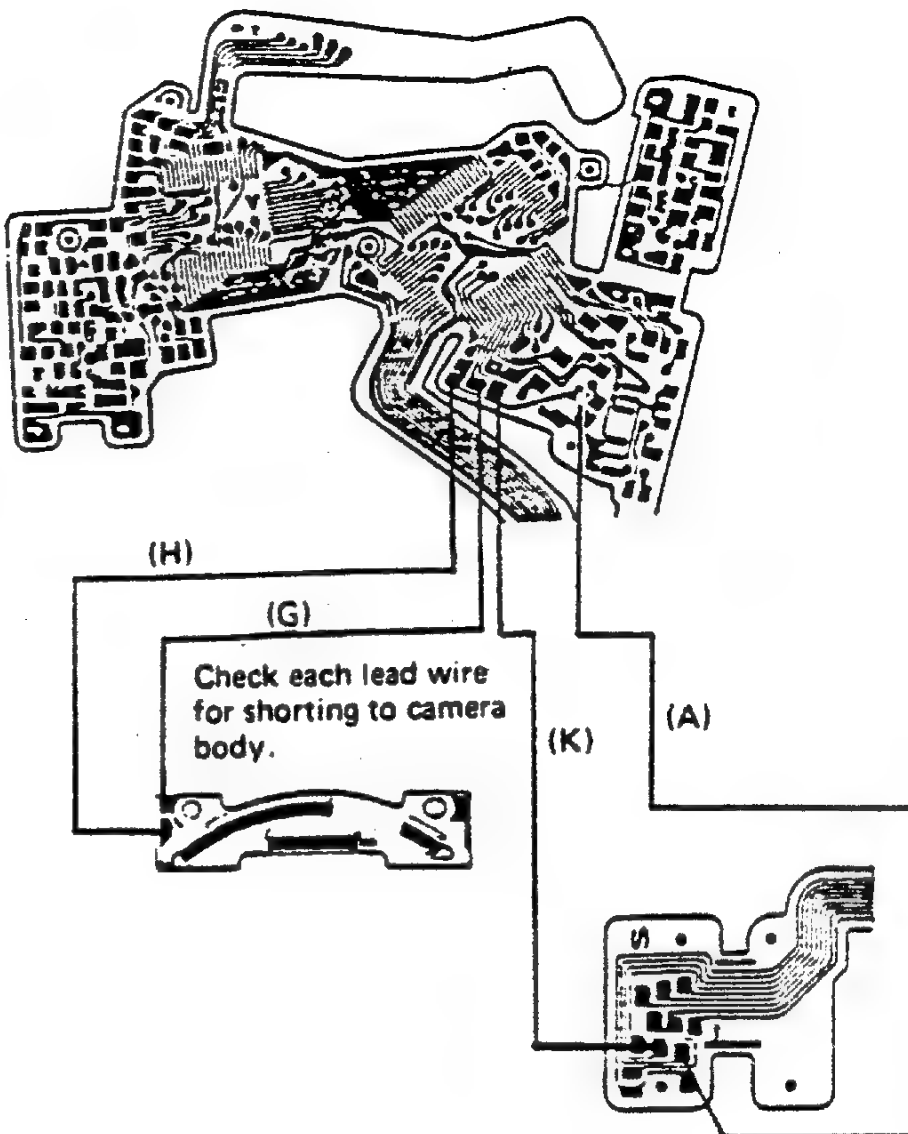 (H)
(G)
Check each lead wire
for shorting to camera
body.
(K)
(A)
S